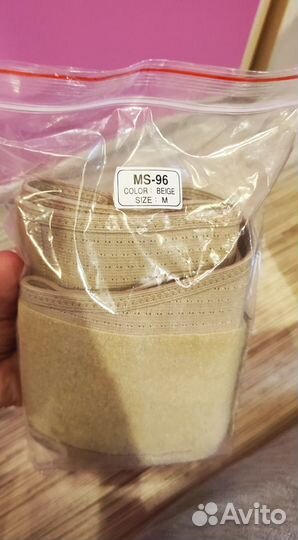 MS-96
COLOR : BEIGE
SIZE : M
Avito